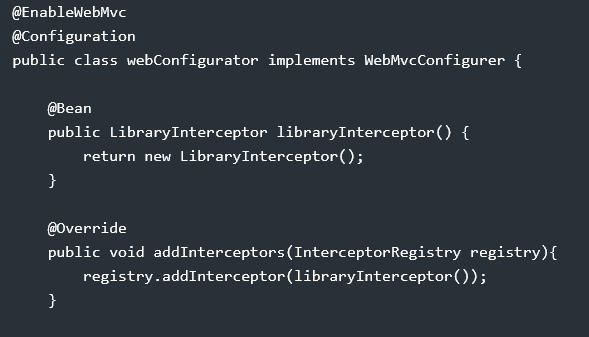 @EnableWebMvc
@Configuration
public class webConfigurator implements WebMvcConfigurer {
@Bean
public LibraryInterceptor libraryInterceptor() {
return new LibraryInterceptor();
}
@Override
public void addInterceptors(InterceptorRegistry registry){
registry.addInterceptor(libraryInterceptor());
}